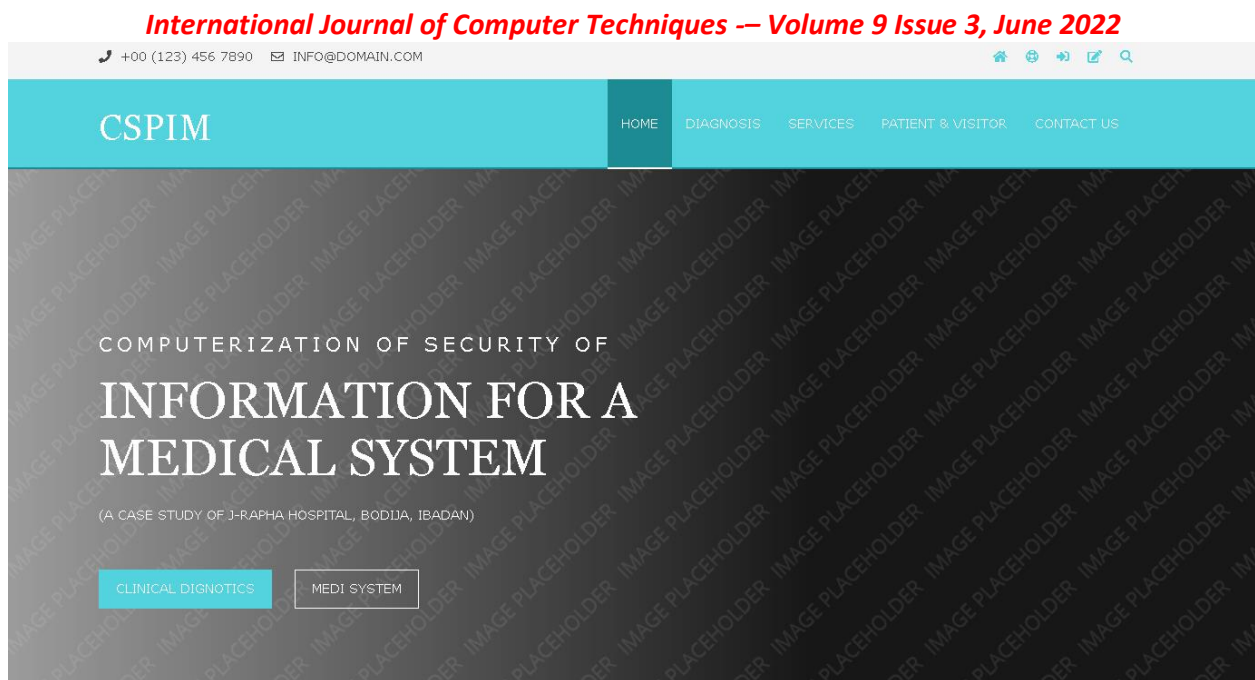 International Journal of Computer Techniques -– Volume 9 Issue 3, June 2022
+00 (123) 456 7890 INFO@DOMAIN.COM
CSPIM HOME DIAGNOSIS SERVICES PATIENT & VISITOR CONTACT US
COMPUTERIZATION OF SECURITY OF
INFORMATION FOR A
MEDICAL SYSTEM
(A CASE STUDY OF J-RAPHA HOSPITAL, BODIJA, IBADAN)
CLINICAL DIGNOTICS MEDI SYSTEM
IMAGE PLACEHOLDER